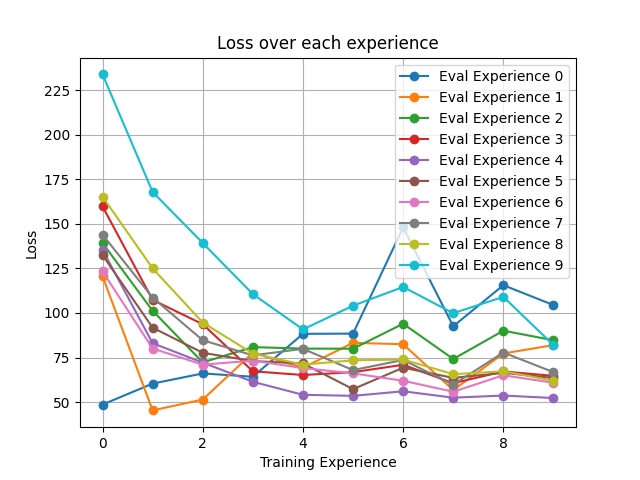 Loss over each experience
Loss
225
200
175
150
125
100
75
50
0
2
4
6
8
Training Experience
Eval Experience 0
Eval Experience 1
Eval Experience 2
Eval Experience 3
Eval Experience 4
Eval Experience 5
Eval Experience 6
Eval Experience 7
Eval Experience 8
Eval Experience 9